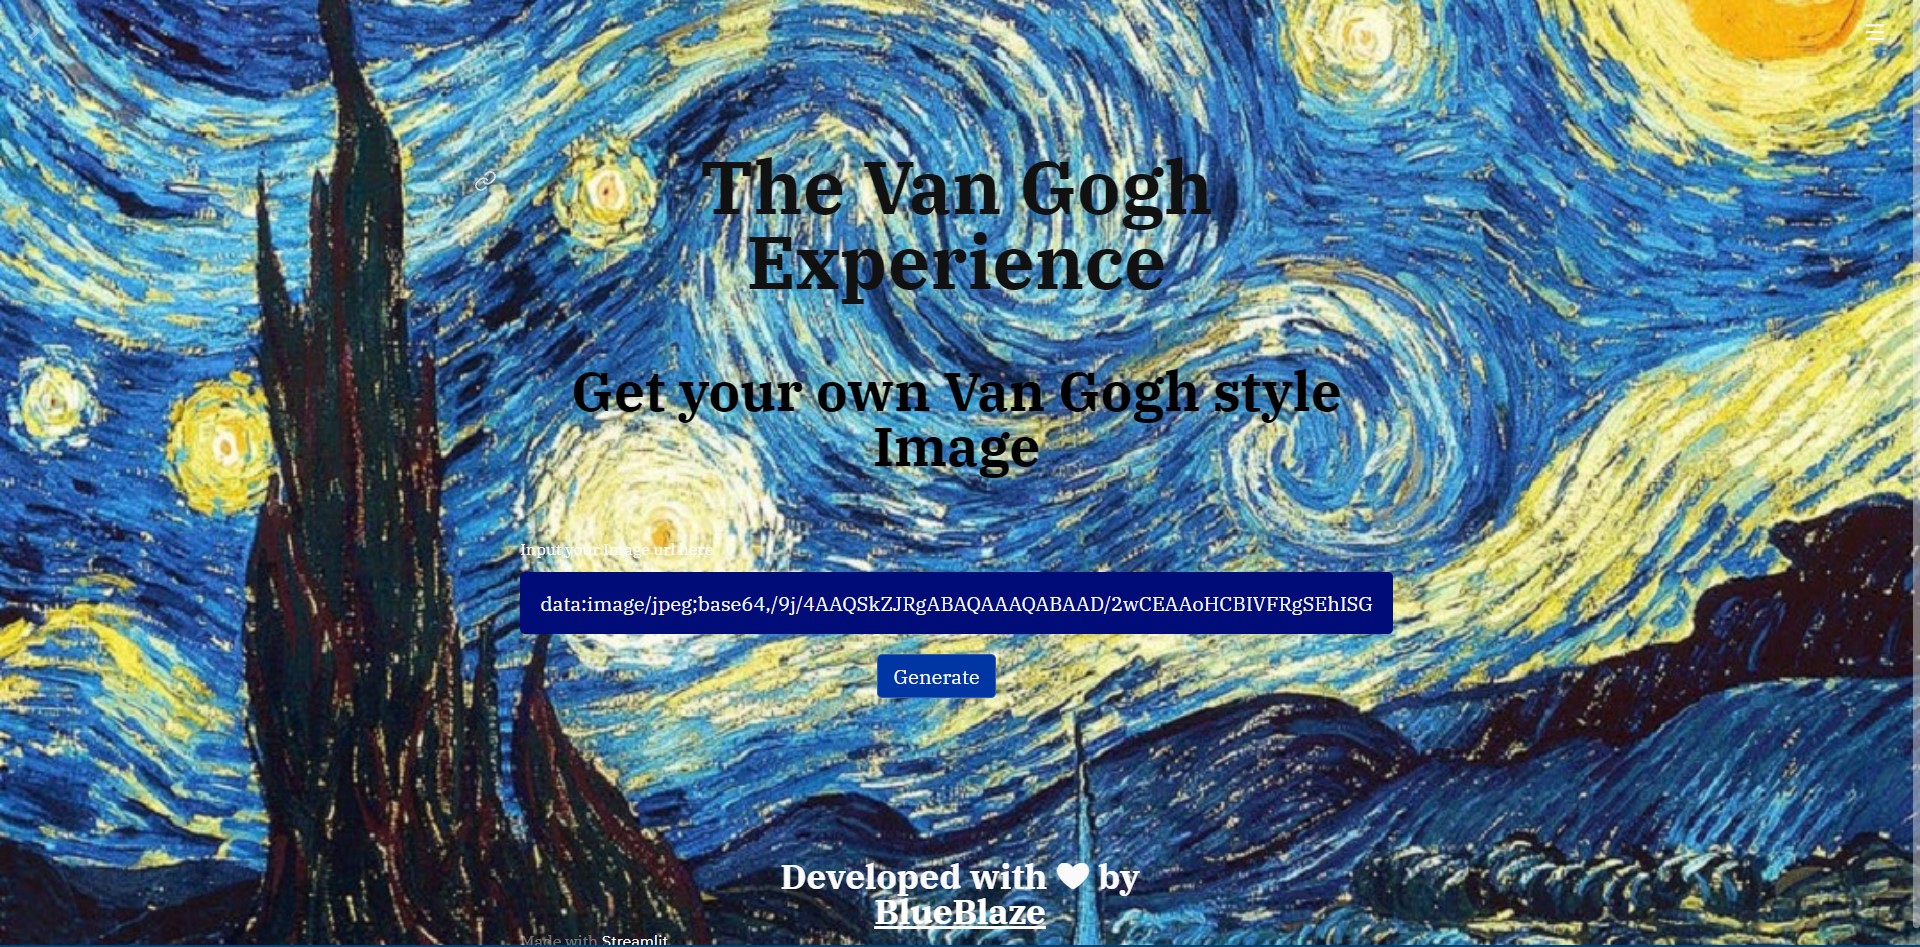 The Van Gogh
Experience
Get your own Van Gogh style
Image
Input your Image url here
data:image/jpeg;base64,/9j/4AAQSkZJRgABAQAAAQABAAD/2wCEAAoHCBIVFRgSEhISG
Generate
Developed with ♥ by
BlueBlaze
Made with Streamlit